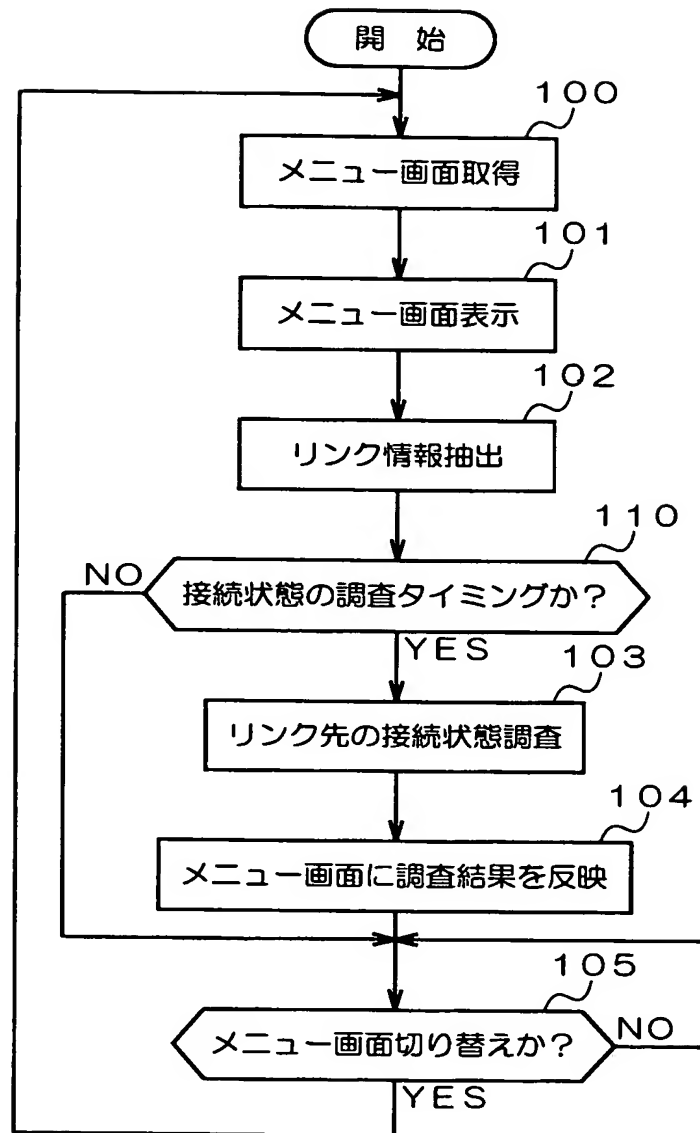 開 始
100
メニュー画面取得
101
メニュー画面表示
102
リンク情報抽出
110
接続状態の調査タイミングか?
NO
YES
103
リンク先の接続状態調査
104
メニュー画面に調査結果を反映
105
メニュー画面切り替えか?
NO
YES